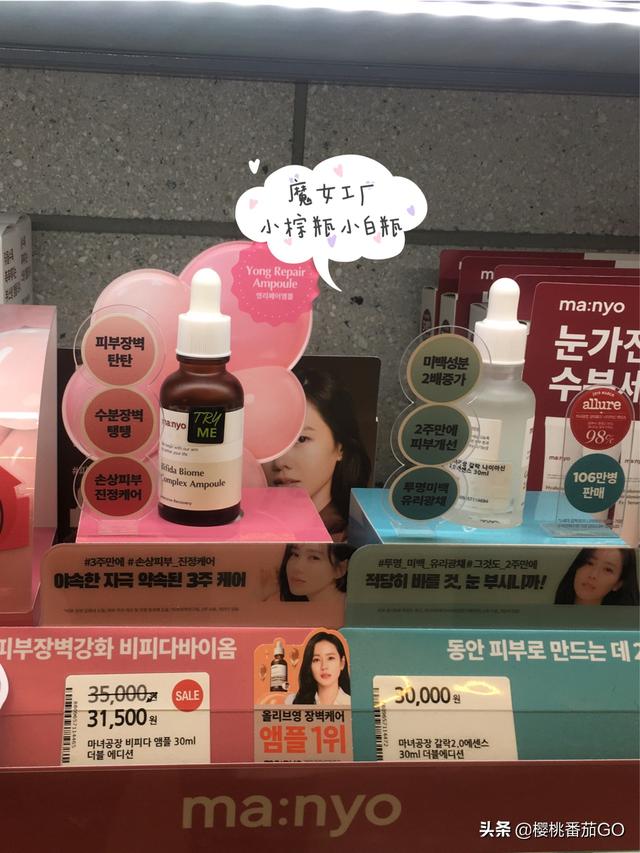 魔女工厂
小棕瓶小白瓶
Yong Repair
Ampoule
앰리페어앰플
피부장벽
탄탄
수분장벽
탱탱
손상피부
진정케어
ma:nyo
TRY
ME
Bifida Biome
Complex Ampoule
미백성분
2배증가
2주만에
피부개선
투명미백
유리광채
ma:nyo
눈가진
수분세
allure
98%
106만병
판매
#3주만에 #손상피부_진정케어
야속한 자극 약속된 3주 케어
#투명_미백_유리광채 #그것도_2주만에
적당히 바를 것, 눈 부시니까!
피부장벽강화 비피다바이옴
동안 피부로 만드는 데 2
35,000원
SALE
31,500원
마녀공장 비피다 앰플 30ml
더블 에디션
올리브영 장벽케어
앰플 1위
30,000원
마녀공장 갈락2.0에센스
30ml 더블에디션
ma:nyo
头条 @樱桃番茄GO